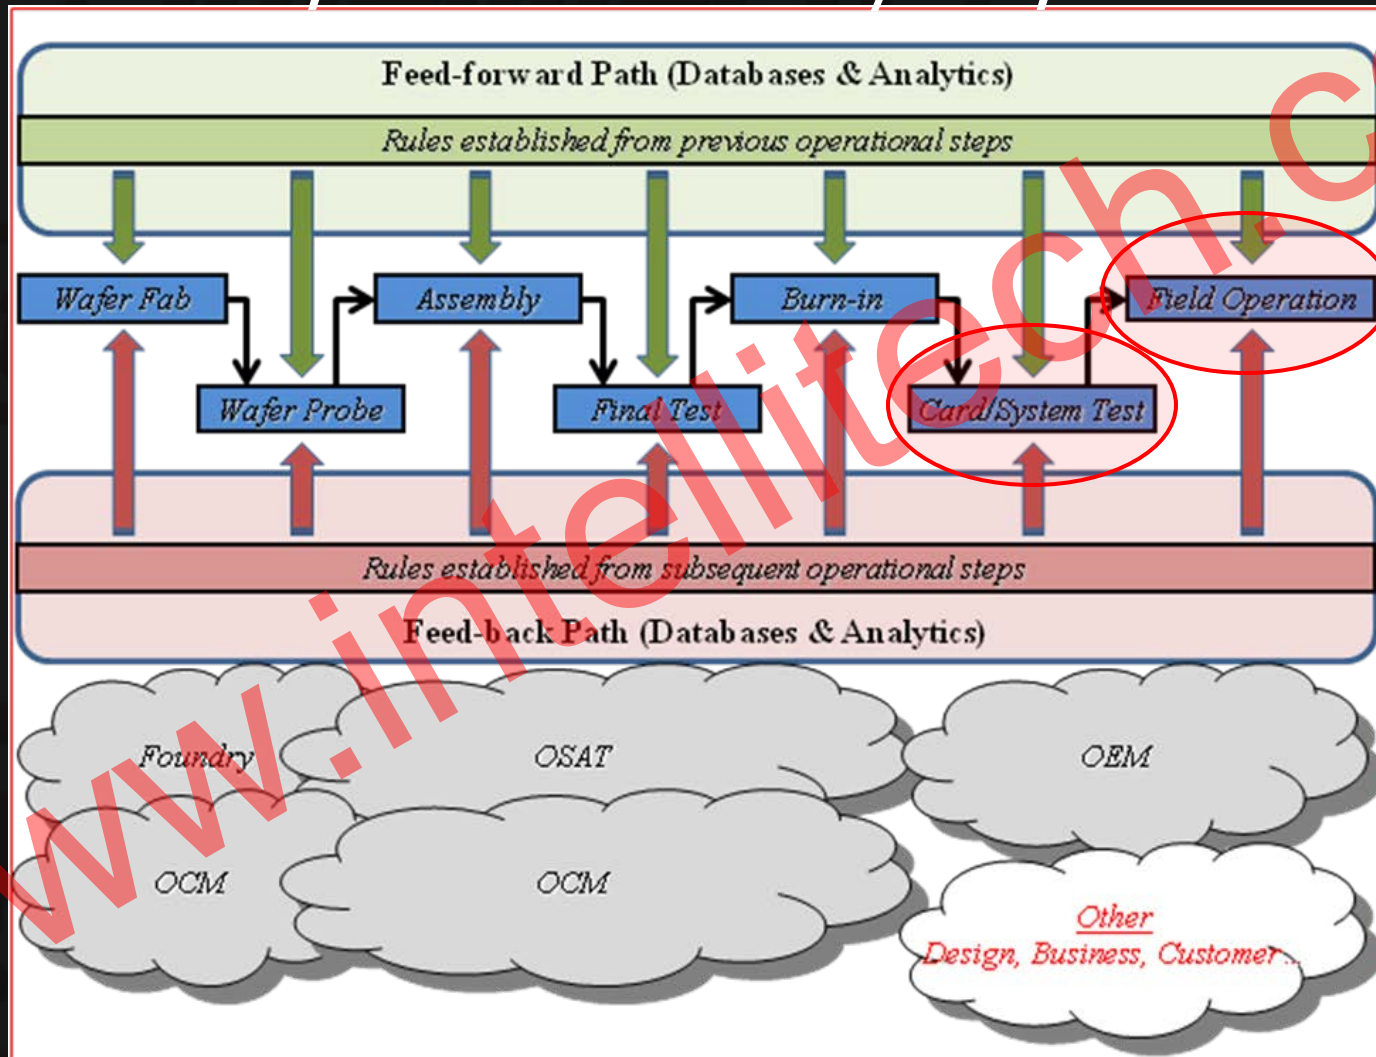 Feed-forward Path (Databases & Analytics)
Rules established from previous operational steps
Wafer Fab
Assembly
Burn-in
Field Operation
Wafer Probe
Final Test
Card/System Test
Rules established from subsequent operational steps
Feed-back Path (Databases & Analytics)
Foundry
OSAT
OEM
OCM
OCM
Other
Design, Business, Customer...
www.intellitech.c